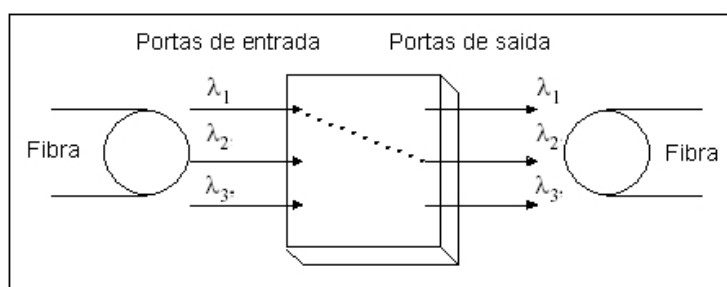 Portas de entrada Portas de saida
λ1 λ1
λ2 λ2
Fibra Fibra
λ3 λ3